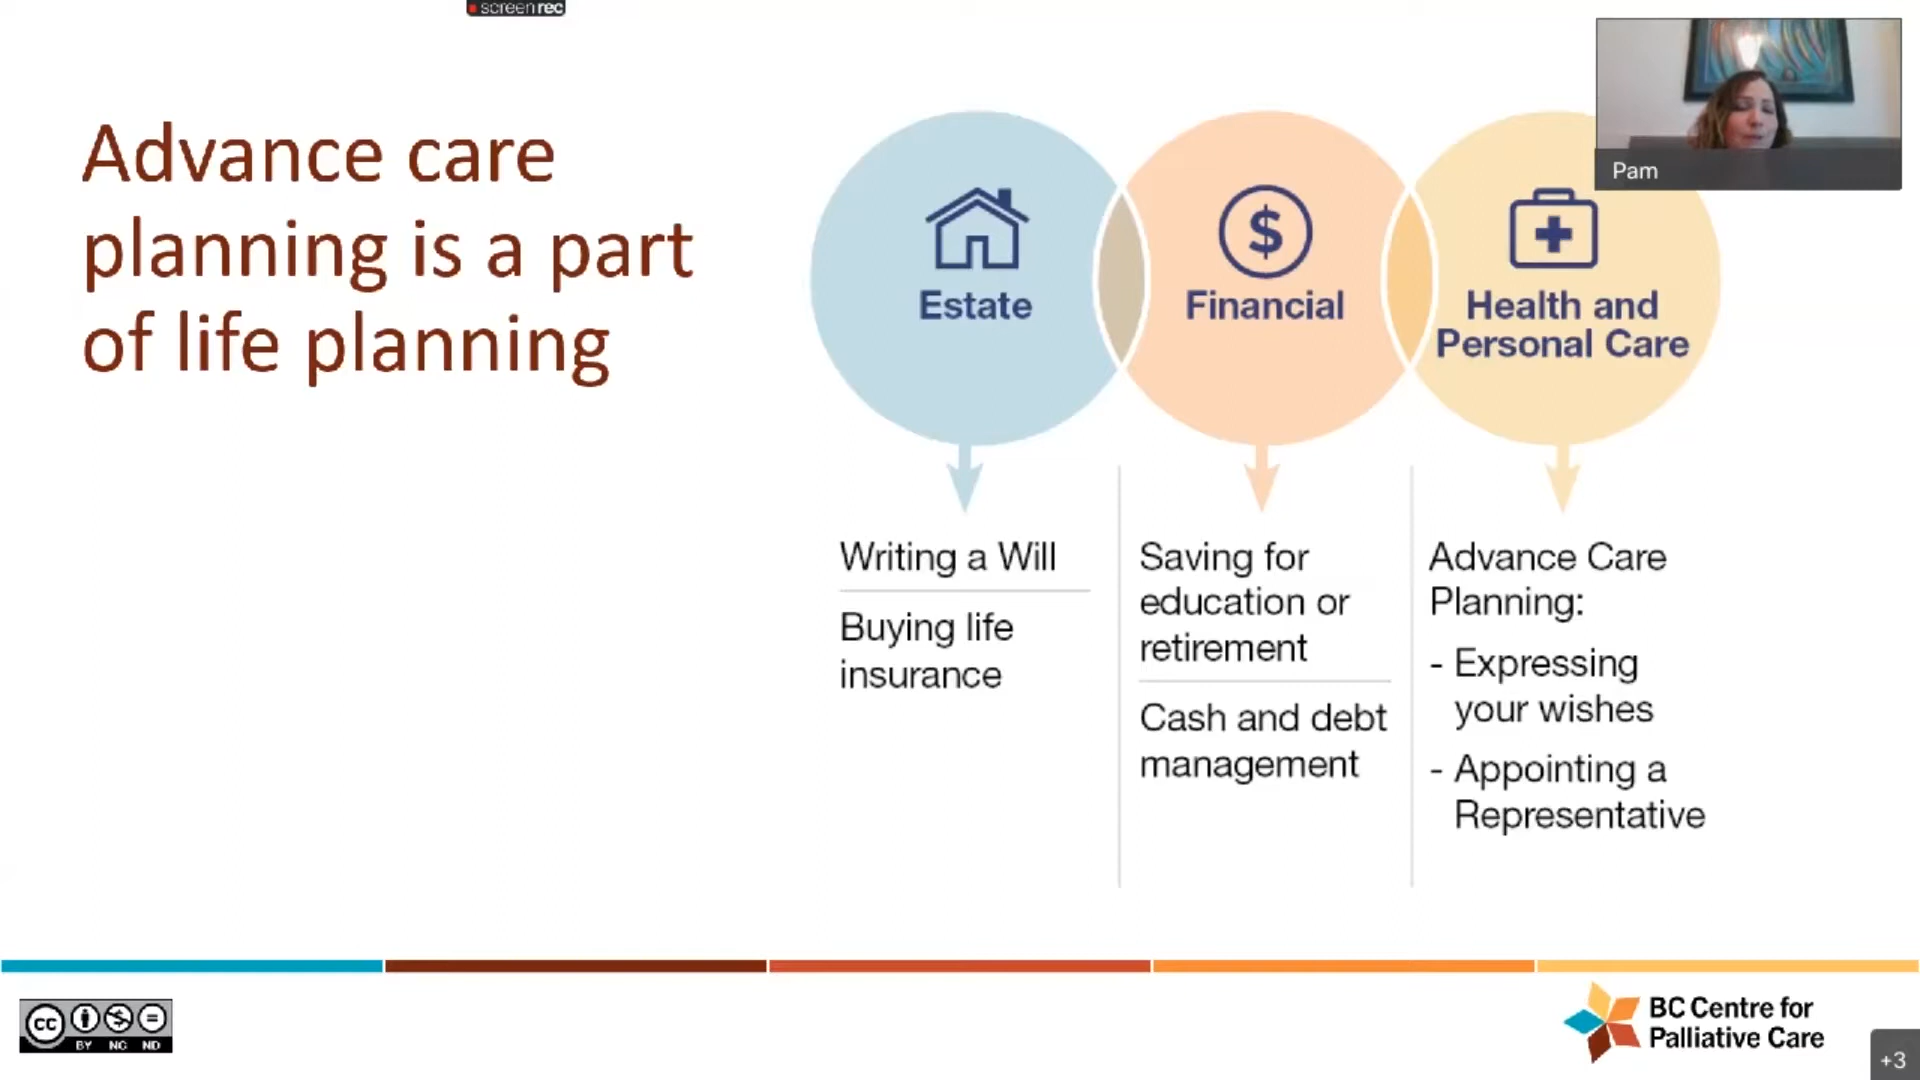 screenrec
Advance care
planning is a part
of life planning
Pam
$
Estate
Financial
Health and
Personal Care
Writing a Will
Buying life
insurance
Saving for
education or
retirement
Cash and debt
management
Advance Care
Planning:
- Expressing
your wishes
- Appointing a
Representative
cc
BY NC ND
BC Centre for
Palliative Care
+3